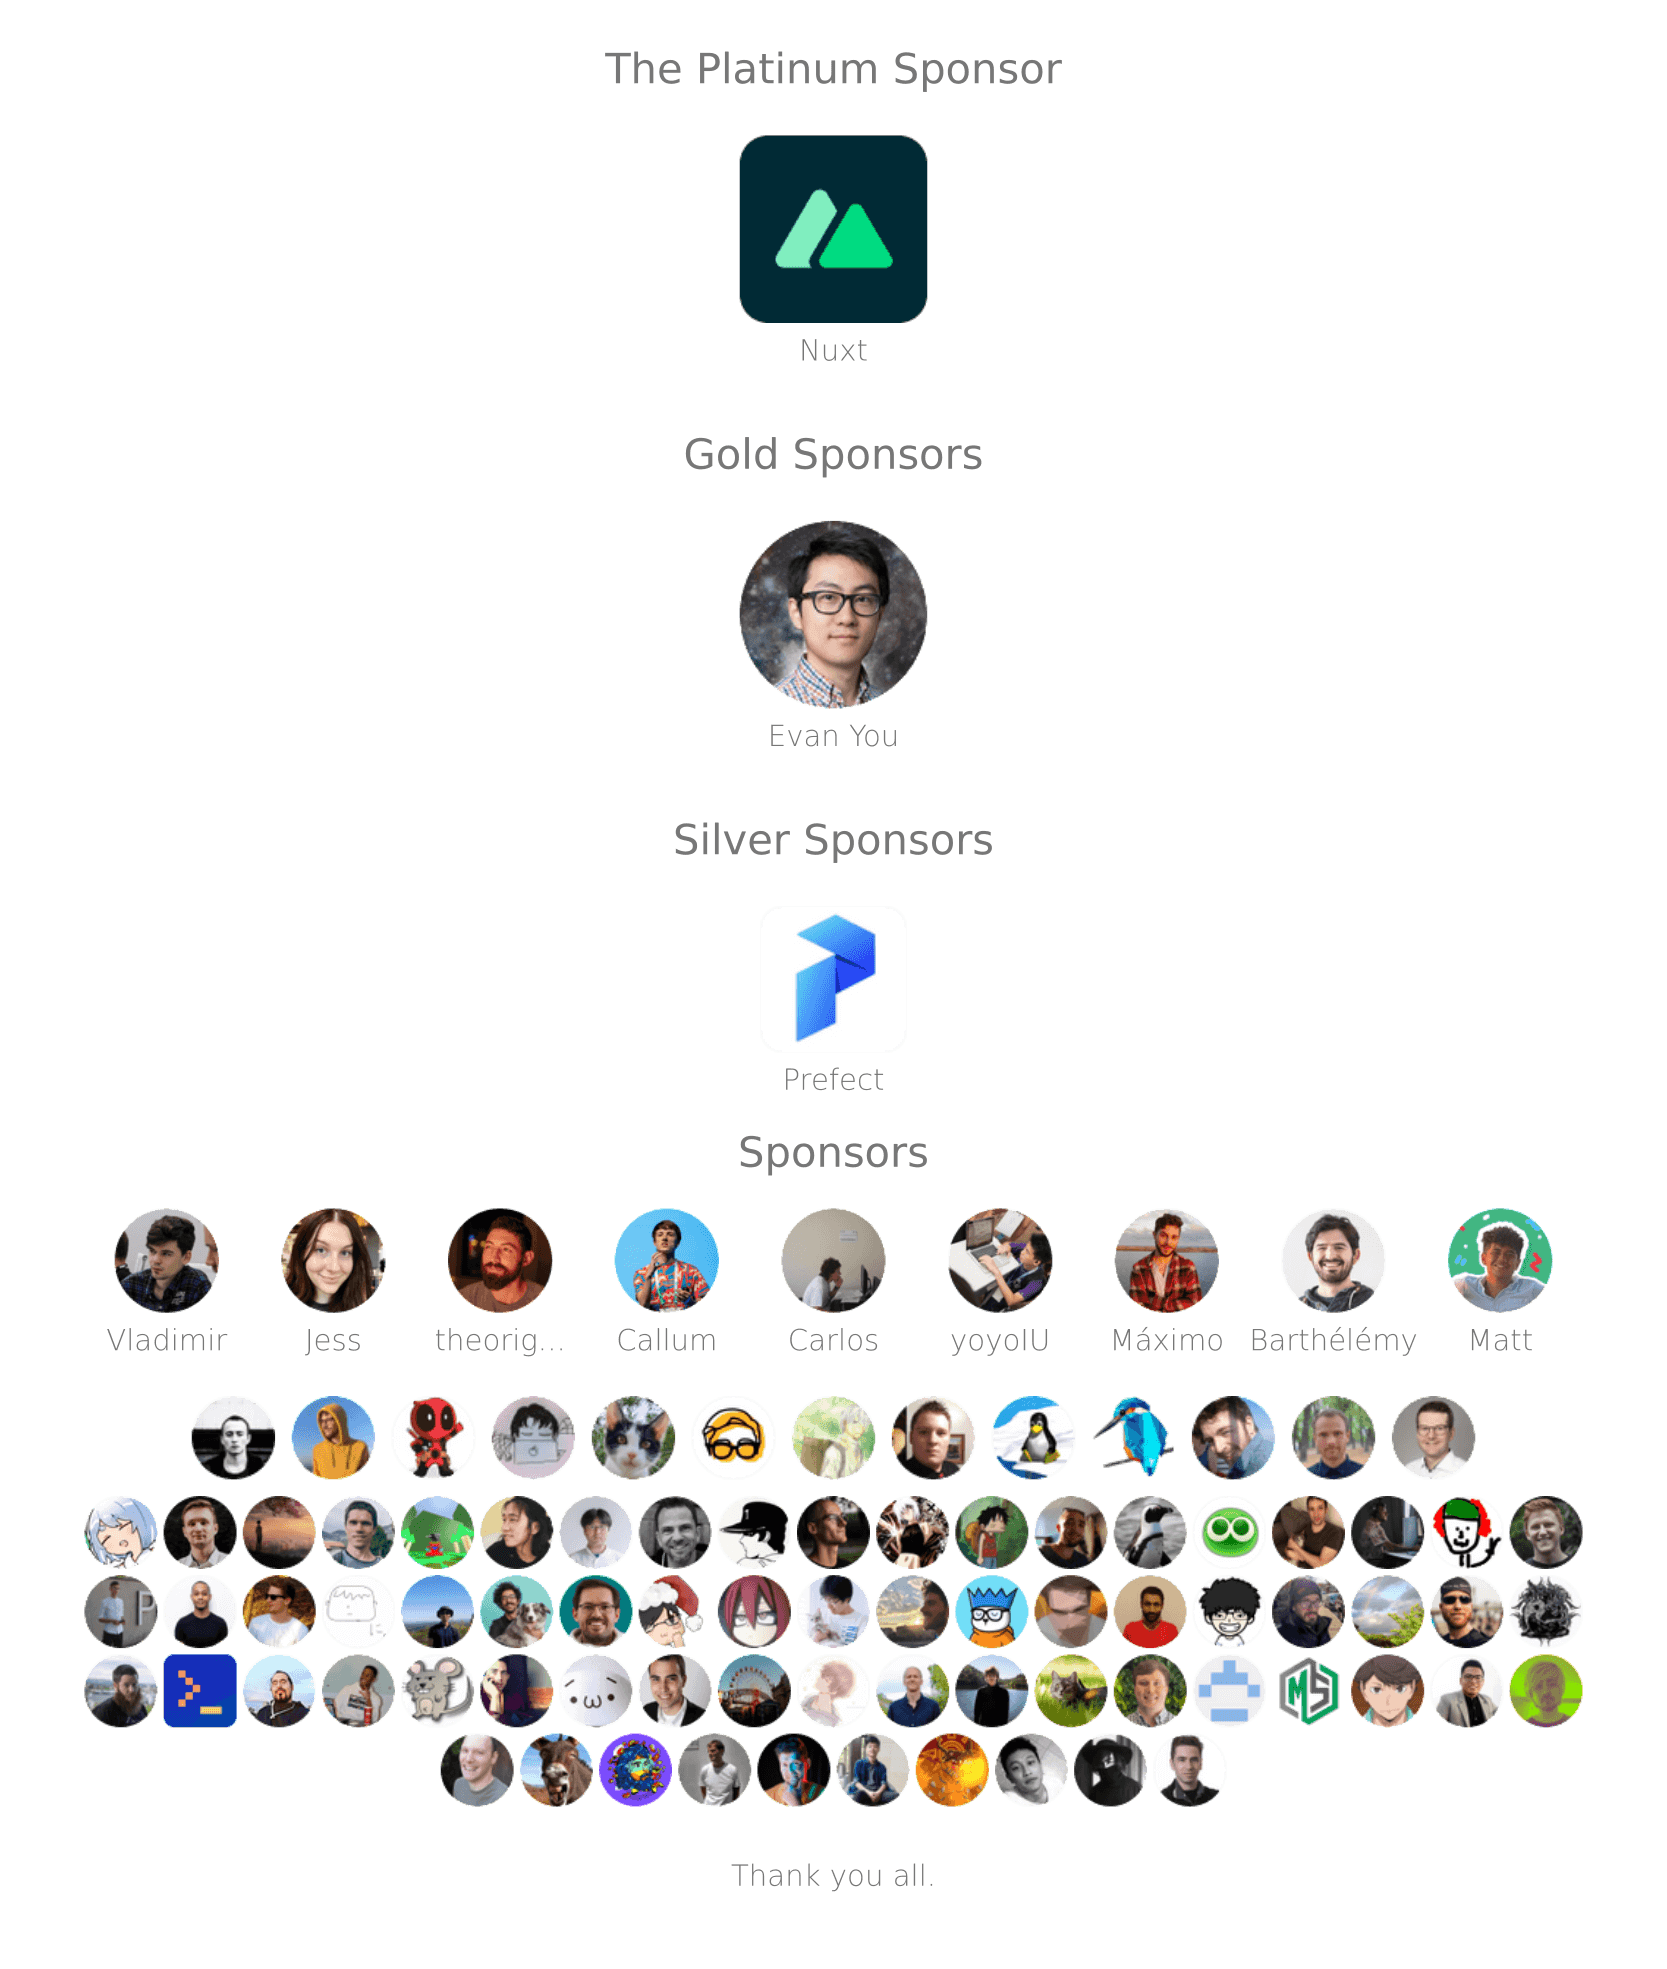 The Platinum Sponsor
Nuxt
Gold Sponsors
Evan You
Silver Sponsors
Prefect
Sponsors
Vladimir Jess theorig... Callum Carlos yoyolU Máximo Barthélémy Matt
Thank you all.